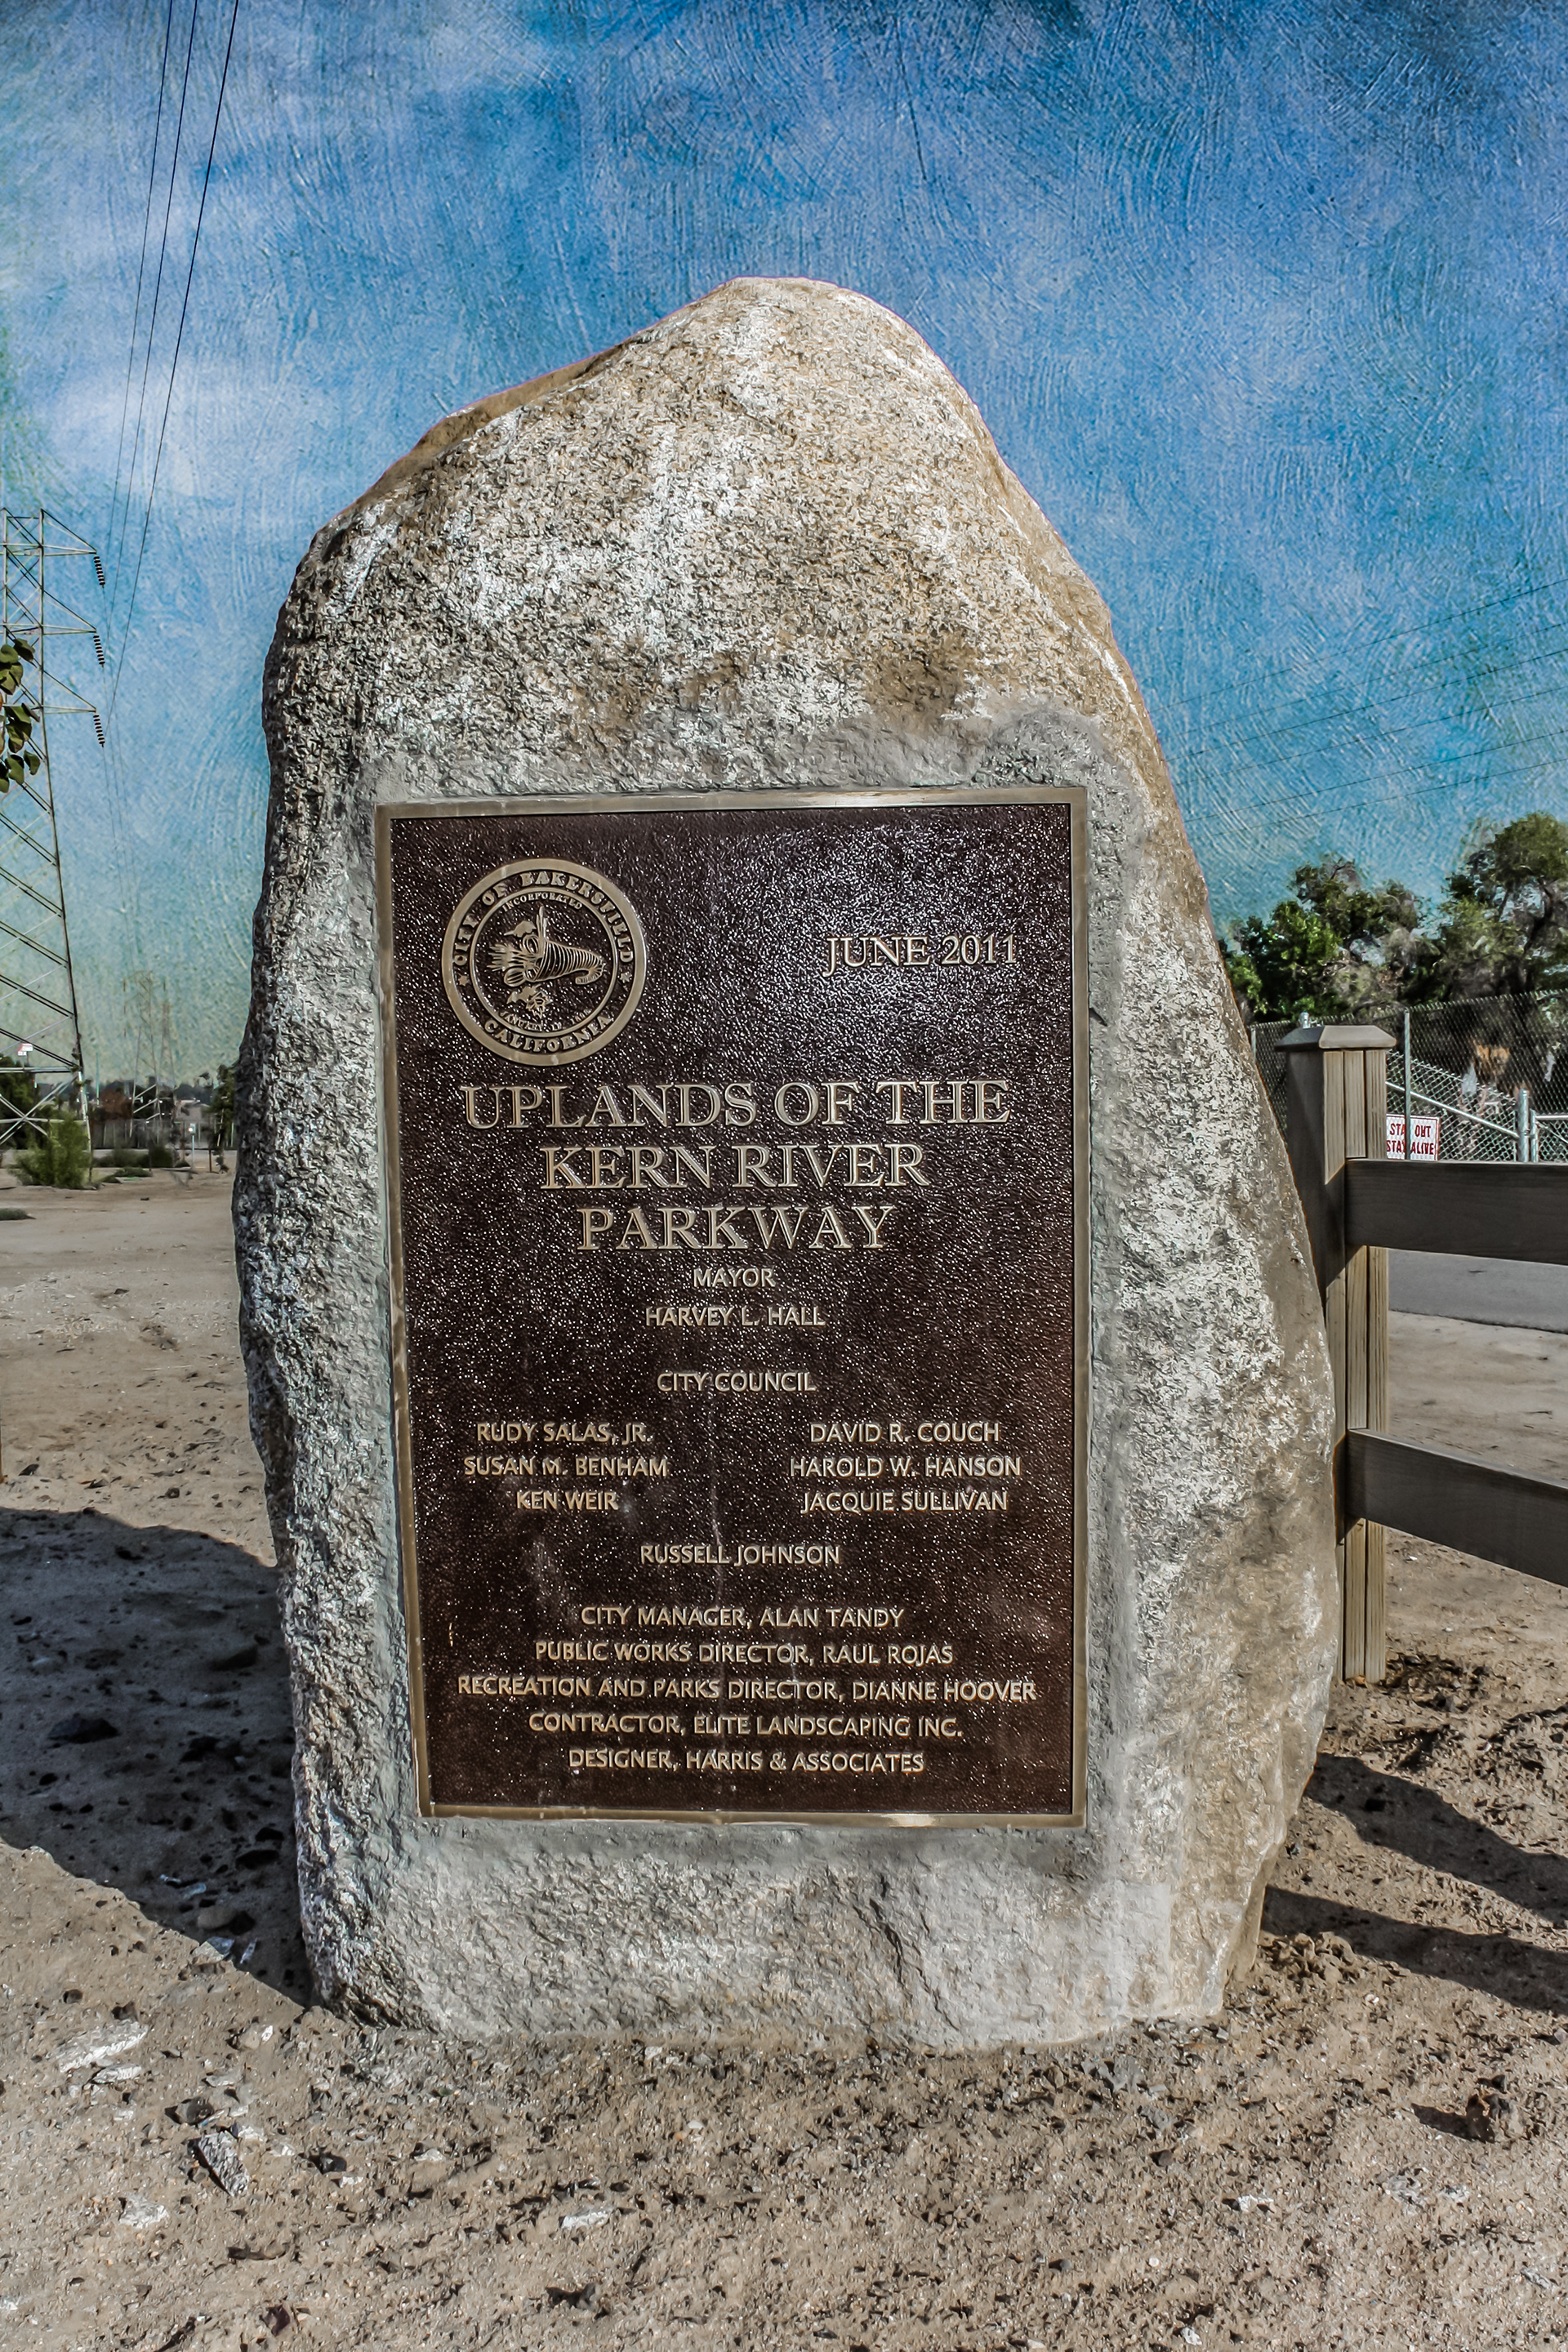 CITY OF BAKERSFIELD
INCORPORATED
CALIFORNIA
JUNE 2011
UPLANDS OF THE
KERN RIVER
PARKWAY
MAYOR
HARVEY L. HALL
CITY COUNCIL
RUDY SALAS, JR.
DAVID R. COUCH
SUSAN M. BENHAM
HAROLD W. HANSON
KEN WEIR
JACQUIE SULLIVAN
RUSSELL JOHNSON
CITY MANAGER, ALAN TANDY
PUBLIC WORKS DIRECTOR, RAUL ROJAS
RECREATION AND PARKS DIRECTOR, DIANNE HOOVER
CONTRACTOR, ELITE LANDSCAPING INC.
DESIGNER, HARRIS & ASSOCIATES
STAY OUT
STAY ALIVE